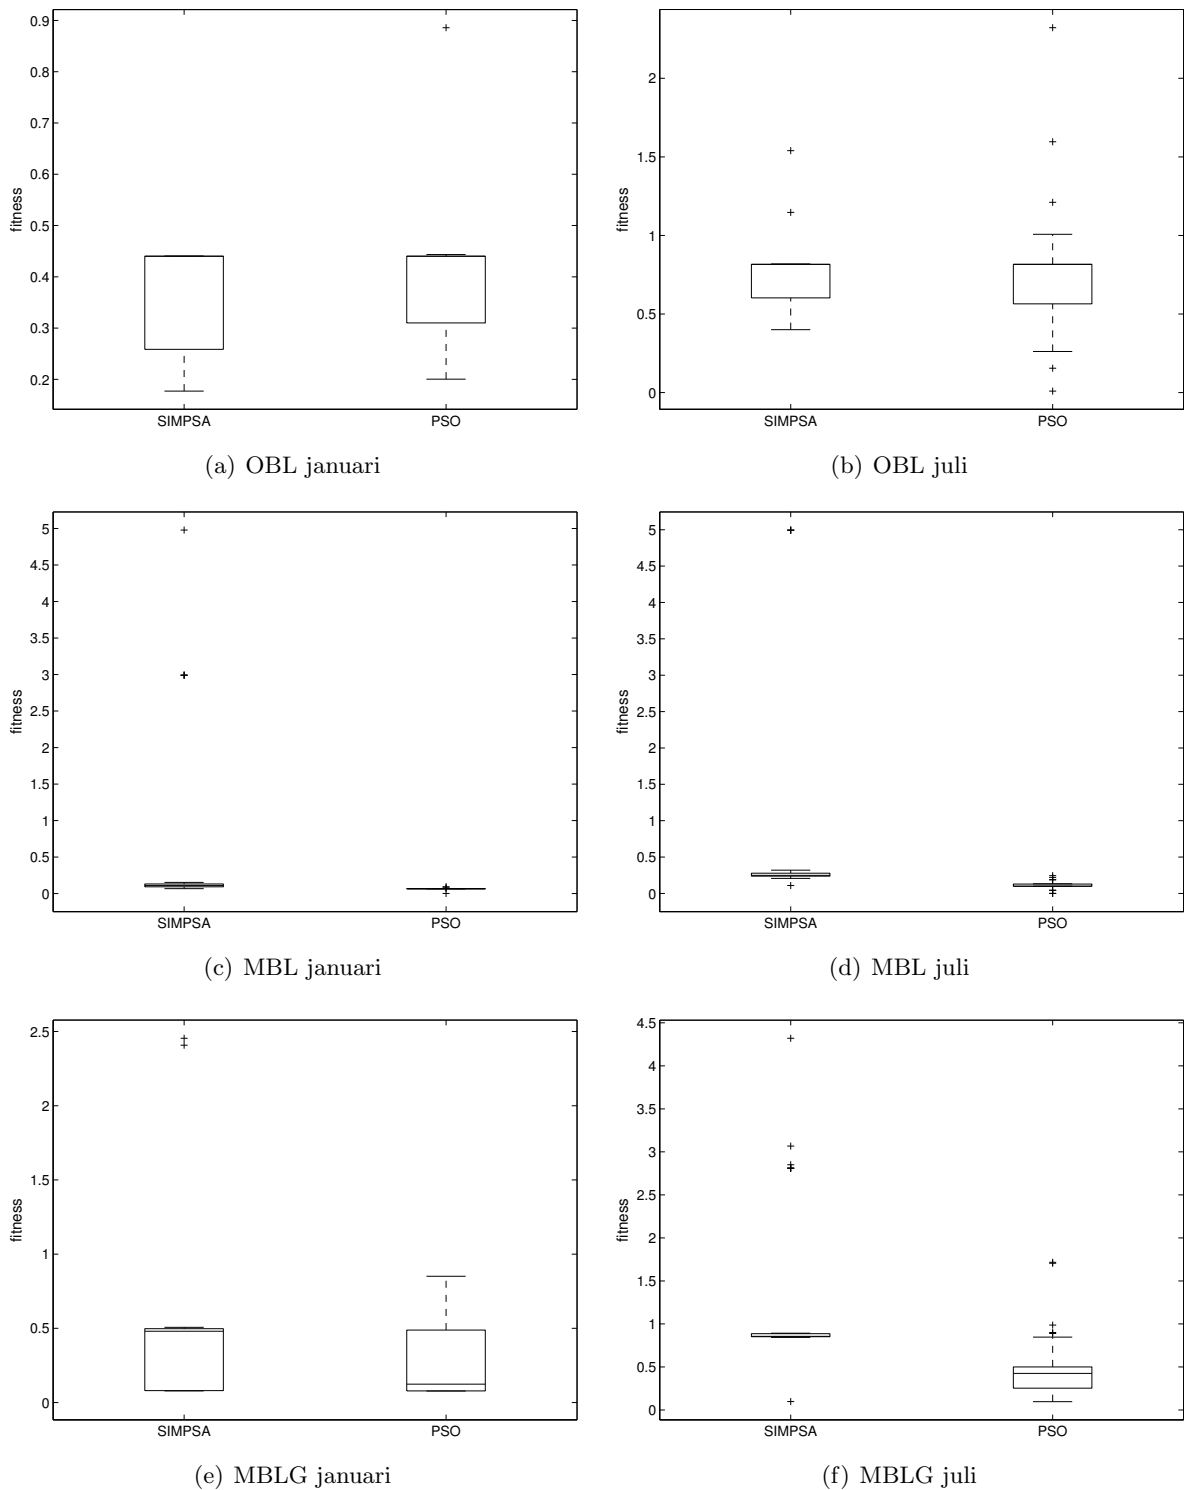 0.9
0.8
0.7
0.6
0.5
0.4
0.3
0.2
fitness
SIMPSA PSO
(a) OBL januari
2
1.5
1
0.5
0
fitness
SIMPSA PSO
(b) OBL juli
5
4.5
4
3.5
3
2.5
2
1.5
1
0.5
0
fitness
SIMPSA PSO
(c) MBL januari
5
4.5
4
3.5
3
2.5
2
1.5
1
0.5
0
fitness
SIMPSA PSO
(d) MBL juli
2.5
2
1.5
1
0.5
0
fitness
SIMPSA PSO
(e) MBLG januari
4.5
4
3.5
3
2.5
2
1.5
1
0.5
0
fitness
SIMPSA PSO
(f) MBLG juli